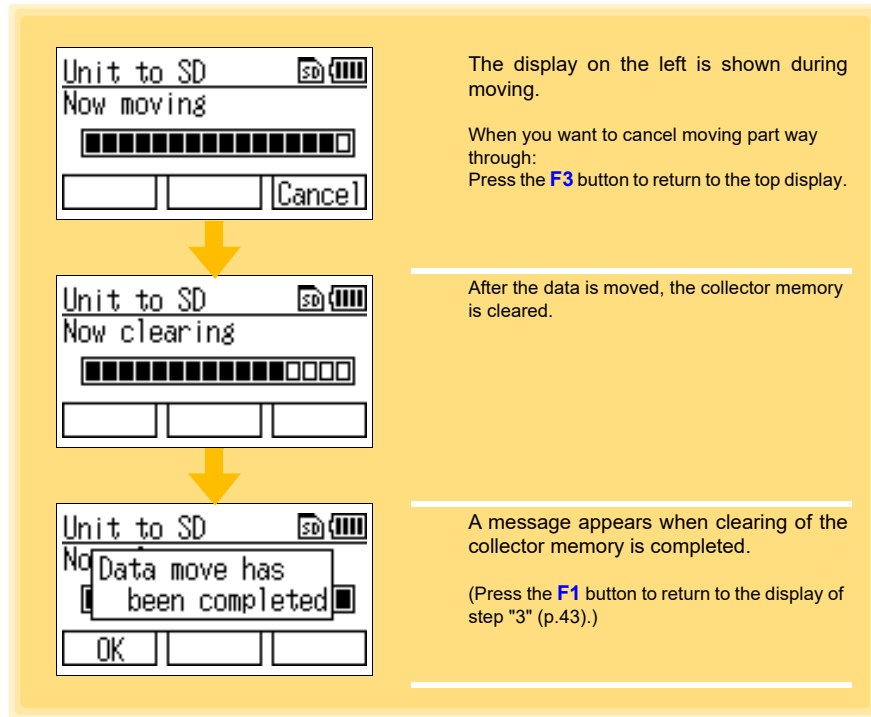 Unit to SD SD
Now moving
Cancel
The display on the left is shown during
moving.
When you want to cancel moving part way
through:
Press the F3 button to return to the top display.
Unit to SD SD
Now clearing
After the data is moved, the collector memory
is cleared.
Unit to SD SD
No
Data move has
been completed
OK
A message appears when clearing of the
collector memory is completed.
(Press the F1 button to return to the display of
step "3" (p.43).)